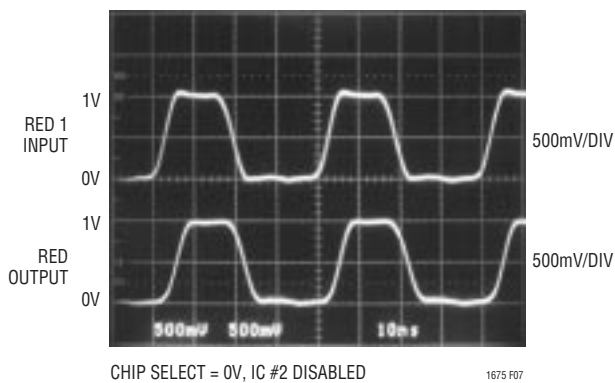 1V
RED 1
INPUT
500mV/DIV
0V
1V
RED
OUTPUT
500mV/DIV
0V
500mV 500mV 10ns
CHIP SELECT = 0V, IC #2 DISABLED
1675 F07